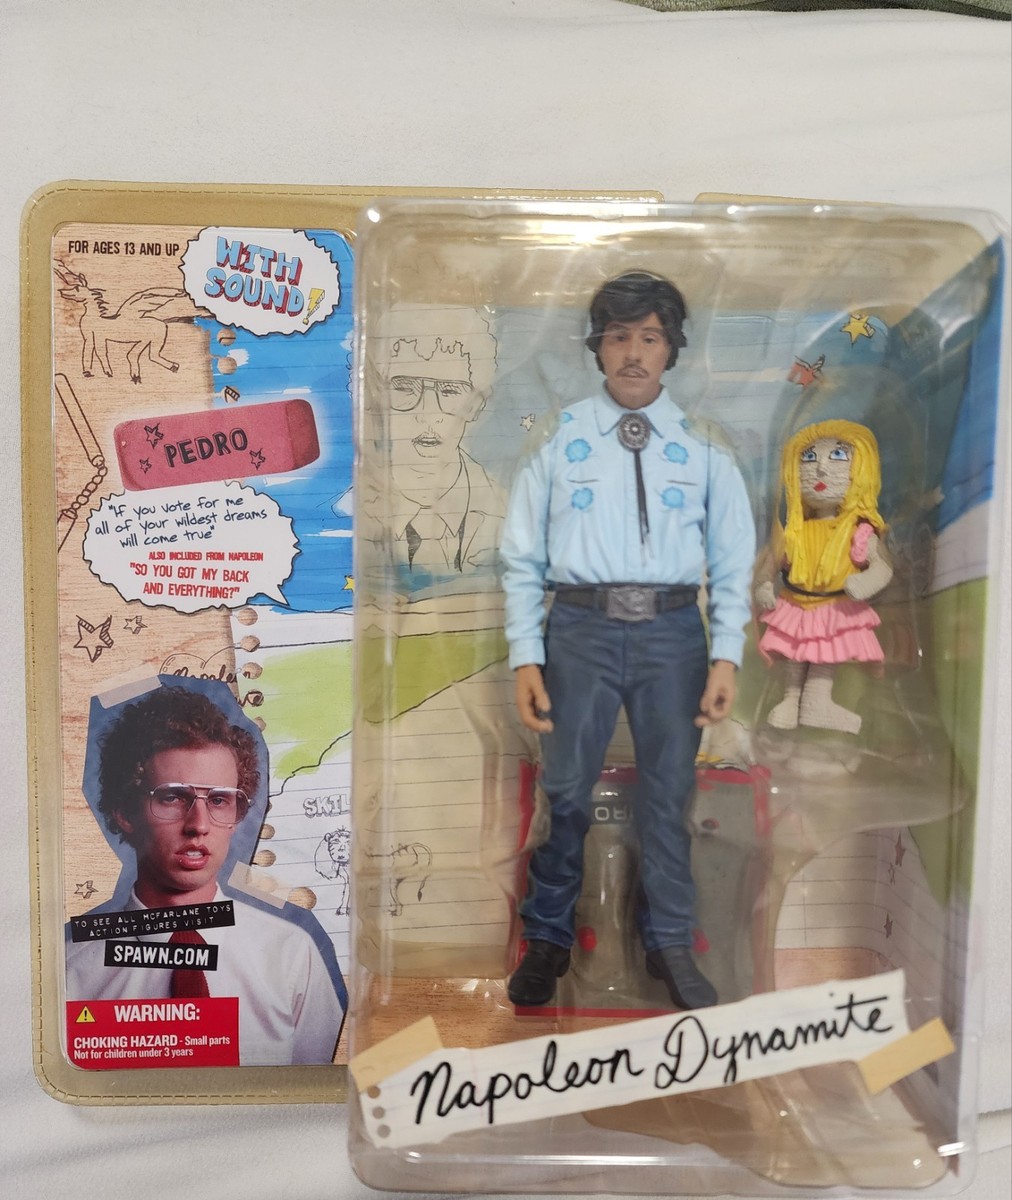 FOR AGES 13 AND UP
WITH
SOUND!
PEDRO
"If you vote for me
all of your wildest dreams
will come true"
ALSO INCLUDED FROM NAPOLEON
"SO YOU GOT MY BACK
AND EVERYTHING?"
SKIL
TO SEE ALL MCFARLANE TOYS
ACTION FIGURES VISIT
SPAWN.COM
WARNING:
CHOKING HAZARD - Small parts
Not for children under 3 years
Napoleon Dynamite